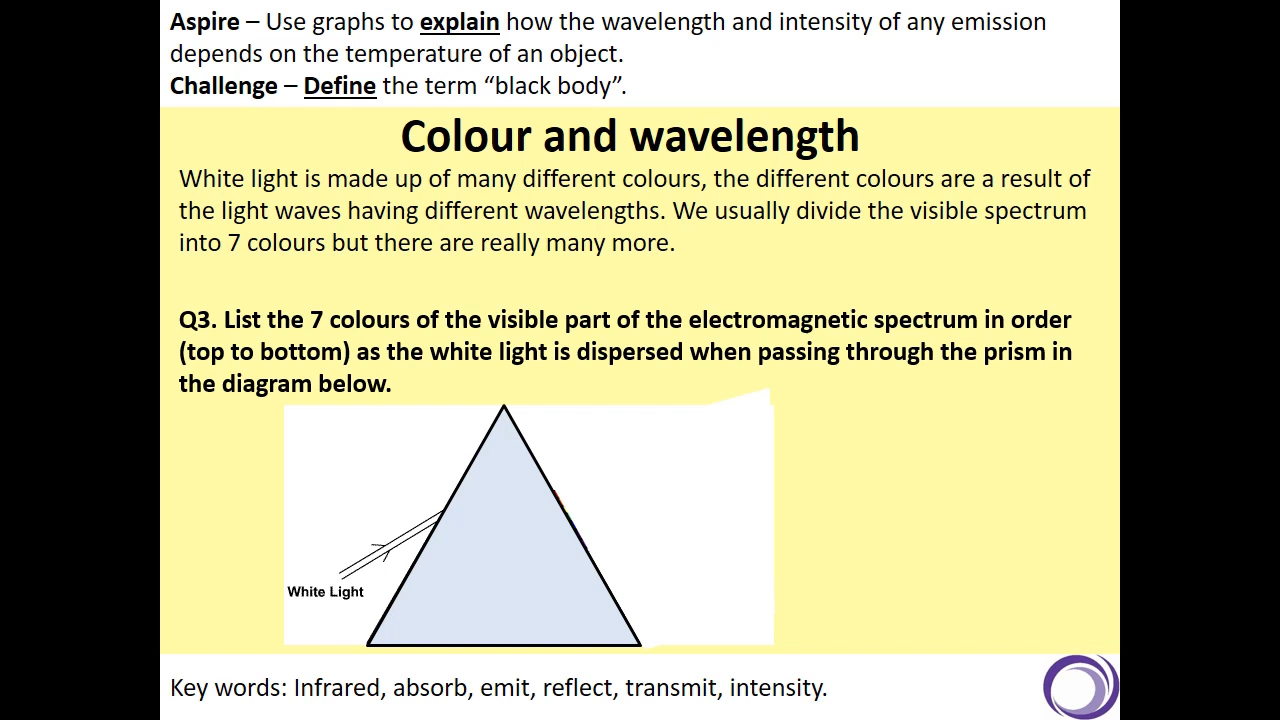 Aspire – Use graphs to explain how the wavelength and intensity of any emission
depends on the temperature of an object.
Challenge – Define the term “black body”.
Colour and wavelength
White light is made up of many different colours, the different colours are a result of
the light waves having different wavelengths. We usually divide the visible spectrum
into 7 colours but there are really many more.
Q3. List the 7 colours of the visible part of the electromagnetic spectrum in order
(top to bottom) as the white light is dispersed when passing through the prism in
the diagram below.
White Light
Key words: Infrared, absorb, emit, reflect, transmit, intensity.